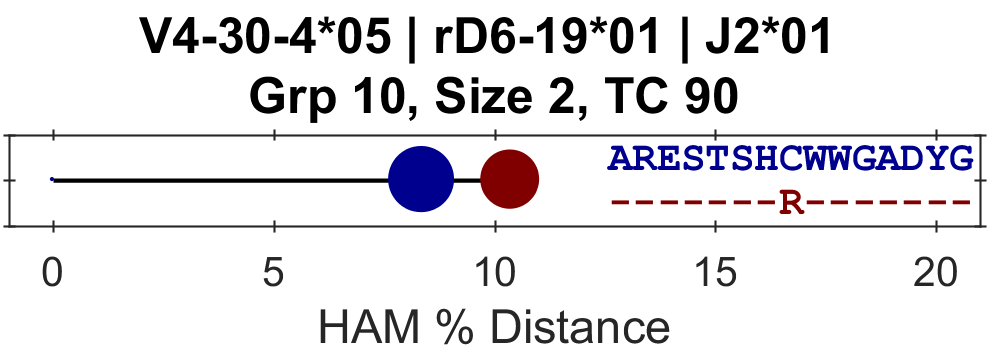 V4-30-4*05 | rD6-19*01 | J2*01
Grp 10, Size 2, TC 90
ARESTSHCWWGADYG
-------R-------
0 5 10 15 20
HAM % Distance